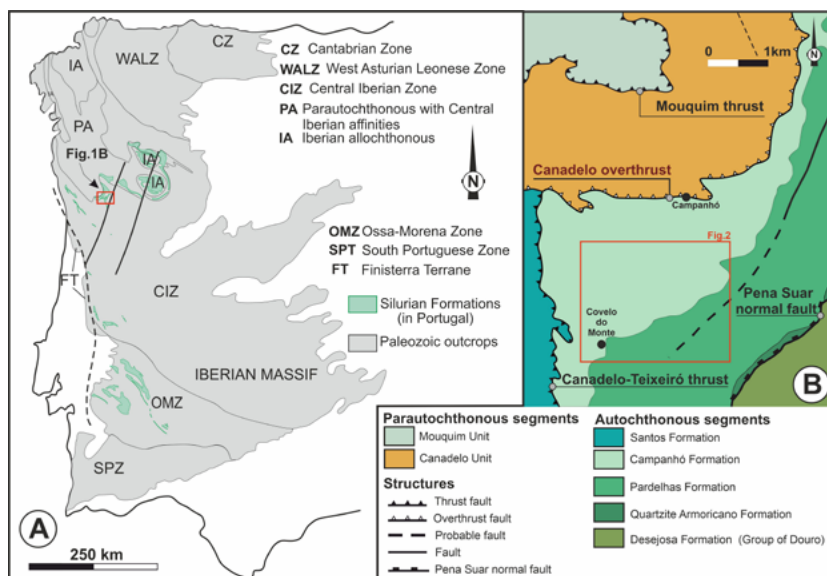 IA
WALZ
CZ
PA
Fig.1B
IA
IA
FT
CIZ
IBERIAN MASSIF
OMZ
SPZ
A
250 km
CZ Cantabrian Zone
WALZ West Asturian Leonese Zone
CIZ Central Iberian Zone
PA Parautochthonous with Central
Iberian affinities
IA Iberian allochthonous
N
OMZ Ossa-Morena Zone
SPT South Portuguese Zone
FT Finisterra Terrane
Silurian Formations
(in Portugal)
Paleozoic outcrops
0 1km
N
Mouquim thrust
Canadelo overthrust
Campanhó
Fig.2
Pena Suar
normal fault
Covelo
do
Monte
Canadelo-Teixeiró thrust
B
Parautochthonous segments
Mouquim Unit
Canadelo Unit
Structures
Thrust fault
Overthrust fault
Probable fault
Fault
Pena Suar normal fault
Autochthonous segments
Santos Formation
Campanhó Formation
Pardelhas Formation
Quartzite Armoricano Formation
Desejosa Formation (Group of Douro)